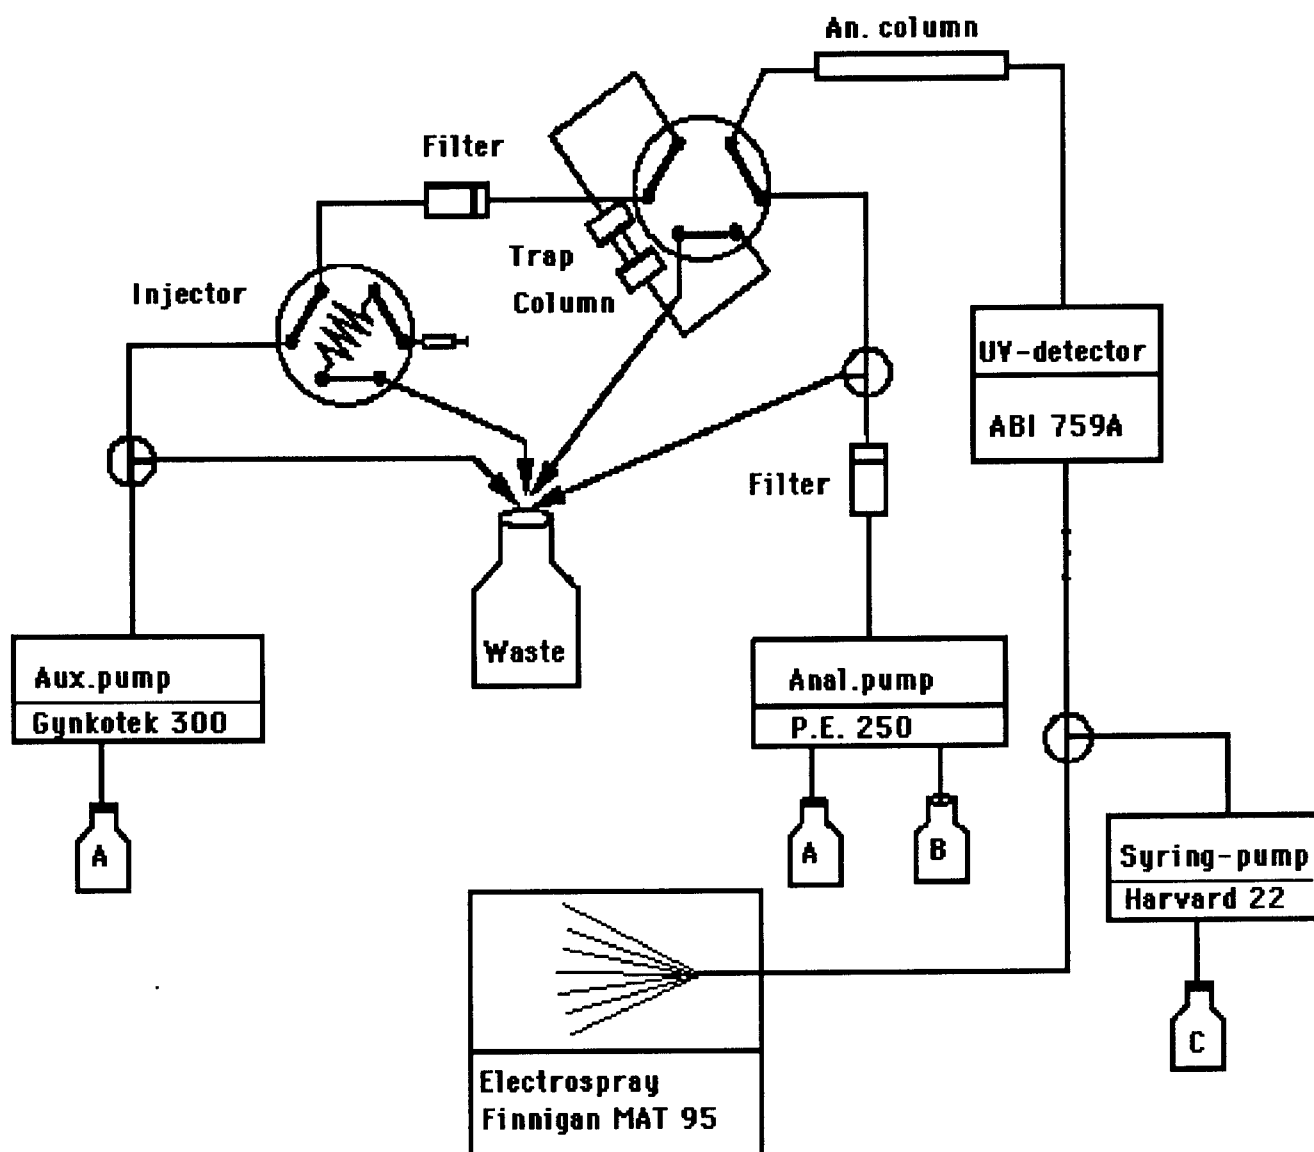 An. column
Filter
Trap
Column
Injector
UV-detector
ABI 759A
Filter
Waste
Aux.pump
Gynkotek 300
Anal.pump
P.E. 250
A
A
B
Syring-pump
Harvard 22
C
Electrospray
Finnigan MAT 95